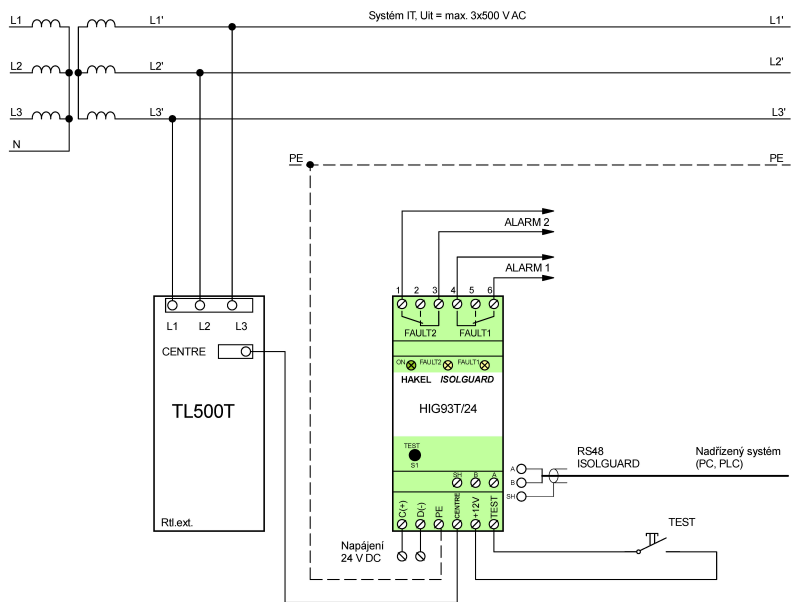 Systém IT, Uit = max. 3x500 V AC
L1 L1' L1'
L2 L2' L2'
L3 L3' L3'
N
PE PE
ALARM 2
ALARM 1
1 2 3 4 5 6
FAULT2 FAULT1
L1 L2 L3
CENTRE
ON FAULT2 FAULT1
HAKEL ISOLGUARD
TL500T
HIG93T/24
TEST
S1
SH B A
A
B
SH
RS48
ISOLGUARD
Nadřízený systém
(PC, PLC)
C(+) D(-) PE CENTRE +12V TEST
Rtl.ext.
TEST
Napájení
24 V DC